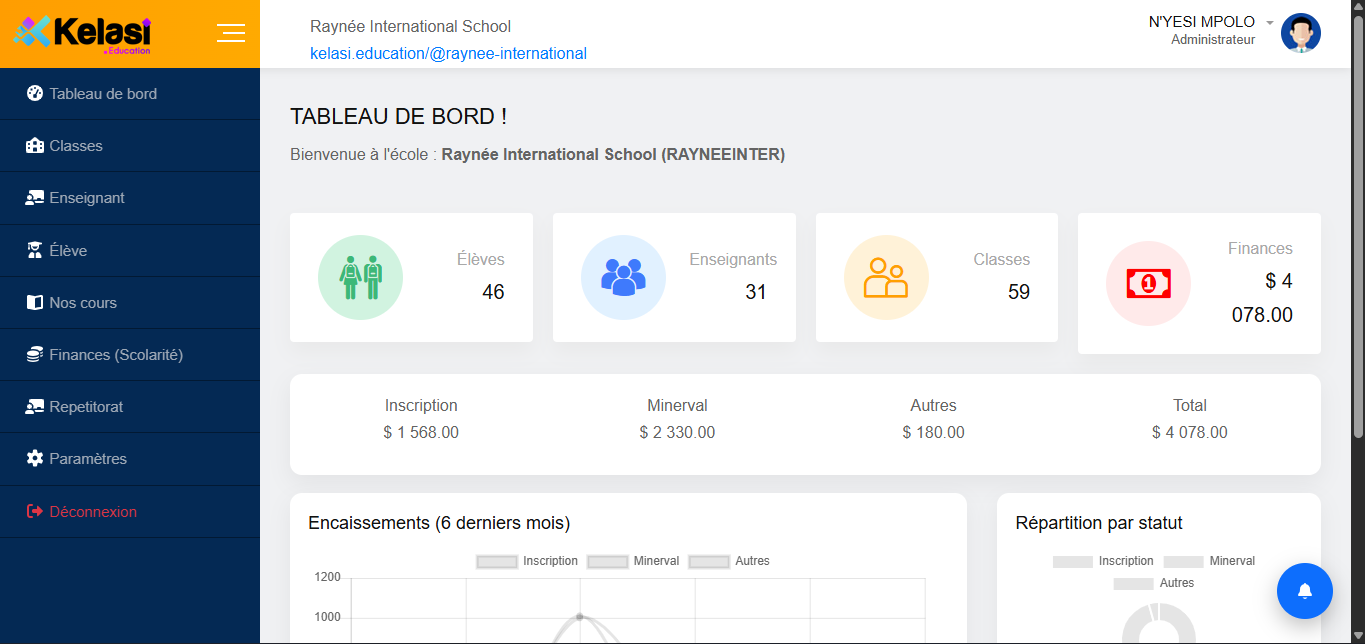 Kelasi
.Education
Raynée International School
kelasi.education/@raynee-international
N'YESI MPOLO
Administrateur
Tableau de bord
Classes
Enseignant
Élève
Nos cours
Finances (Scolarité)
Repetitorat
Paramètres
Déconnexion
TABLEAU DE BORD !
Bienvenue à l'école : Raynée International School (RAYNEEINTER)
Élèves
46
Enseignants
31
Classes
59
1
Finances
$ 4
078.00
Inscription
$ 1 568.00
Minerval
$ 2 330.00
Autres
$ 180.00
Total
$ 4 078.00
Encaissements (6 derniers mois)
Inscription Minerval Autres
1200
1000
Répartition par statut
Inscription Minerval
Autres